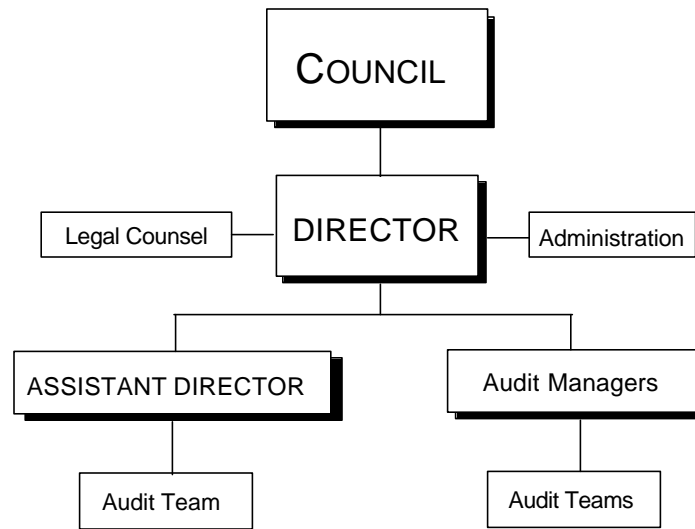 COUNCIL
DIRECTOR
Legal Counsel
Administration
ASSISTANT DIRECTOR
Audit Managers
Audit Team
Audit Teams